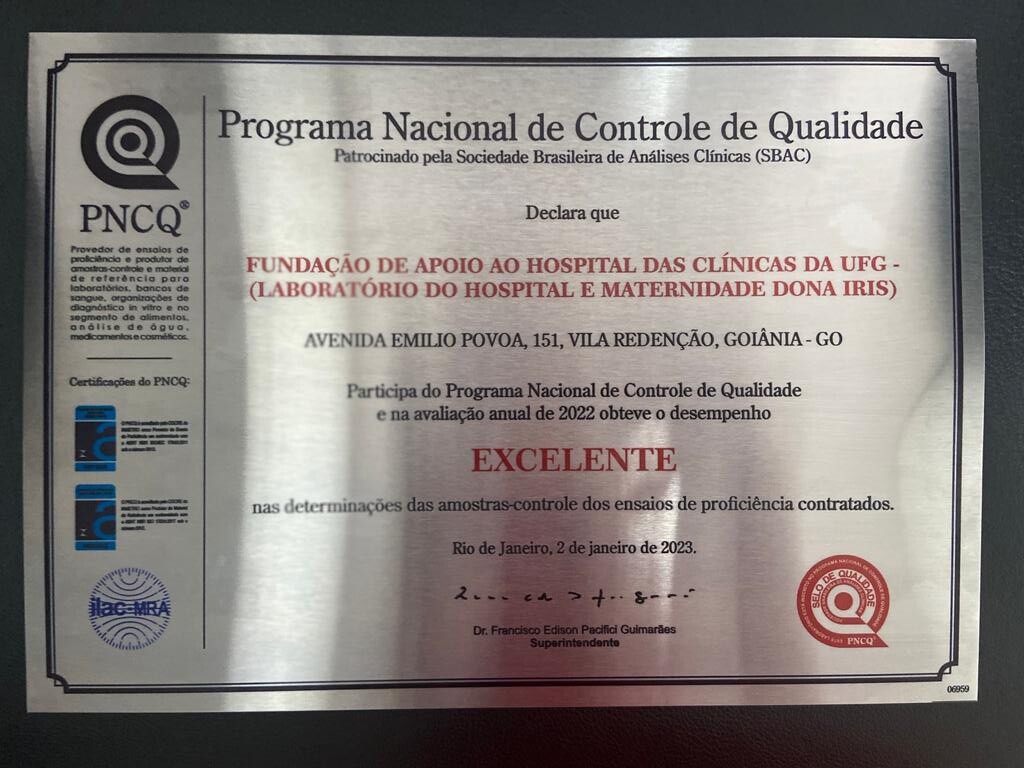 Programa Nacional de Controle de Qualidade
Patrocinado pela Sociedade Brasileira de Análises Clínicas (SBAC)
Declara que
FUNDAÇÃO DE APOIO AO HOSPITAL DAS CLÍNICAS DA UFG -
(LABORATÓRIO DO HOSPITAL E MATERNIDADE DONA IRIS)
AVENIDA EMILIO POVOA, 151, VILA REDENÇÃO, GOIÂNIA - GO
Participa do Programa Nacional de Controle de Qualidade
e na avaliação anual de 2022 obteve o desempenho
EXCELENTE
nas determinações das amostras-controle dos ensaios de proficiência contratados.
Rio de Janeiro, 2 de janeiro de 2023.
Dr. Francisco Edison Pacifici Guimarães
Superintendente
PNCQ®
Provedor de ensaios de
proficiência e produtor de
amostras-controle e material
de referência para
laboratórios, bancos de
sangue, organizações de
diagnóstico in vitro e no
segmento de alimentos,
análise de água,
medicamentos e cosméticos.
Certificações do PNCQ:
ilac-MRA
SELO DE QUALIDADE
PNCQ
06959